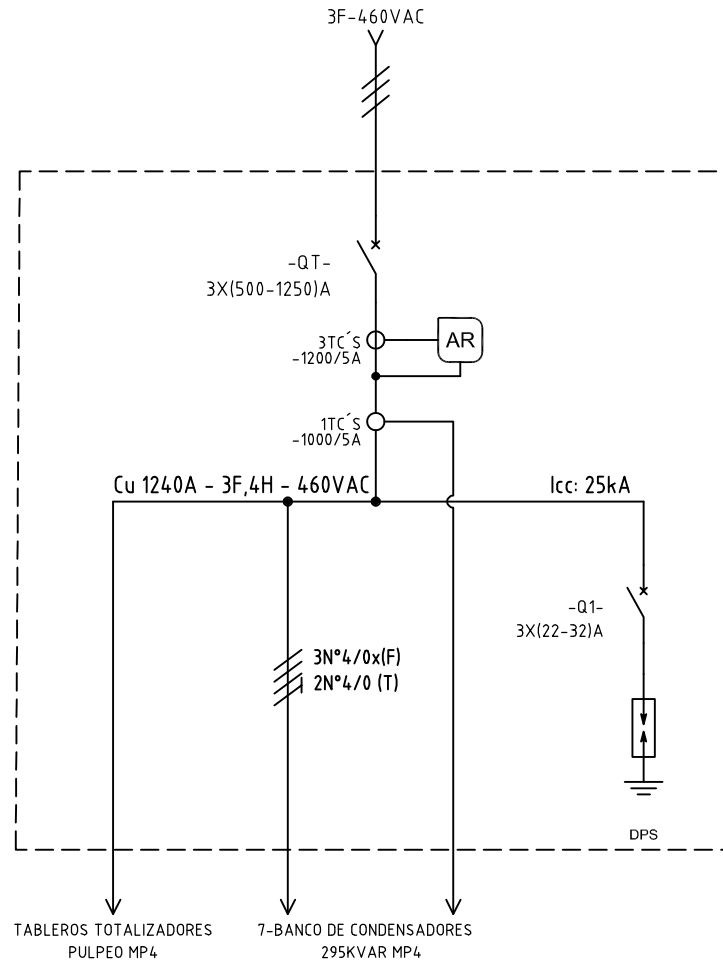 3F-460VAC
-QT-
3X(500-1250)A
3TC´S
-1200/5A
AR
1TC´S
-1000/5A
Cu 1240A - 3F,4H - 460VAC
Icc: 25kA
-Q1-
3X(22-32)A
3N°4/0x(F)
2N°4/0 (T)
DPS
TABLEROS TOTALIZADORES
PULPEO MP4
7-BANCO DE CONDENSADORES
295KVAR MP4